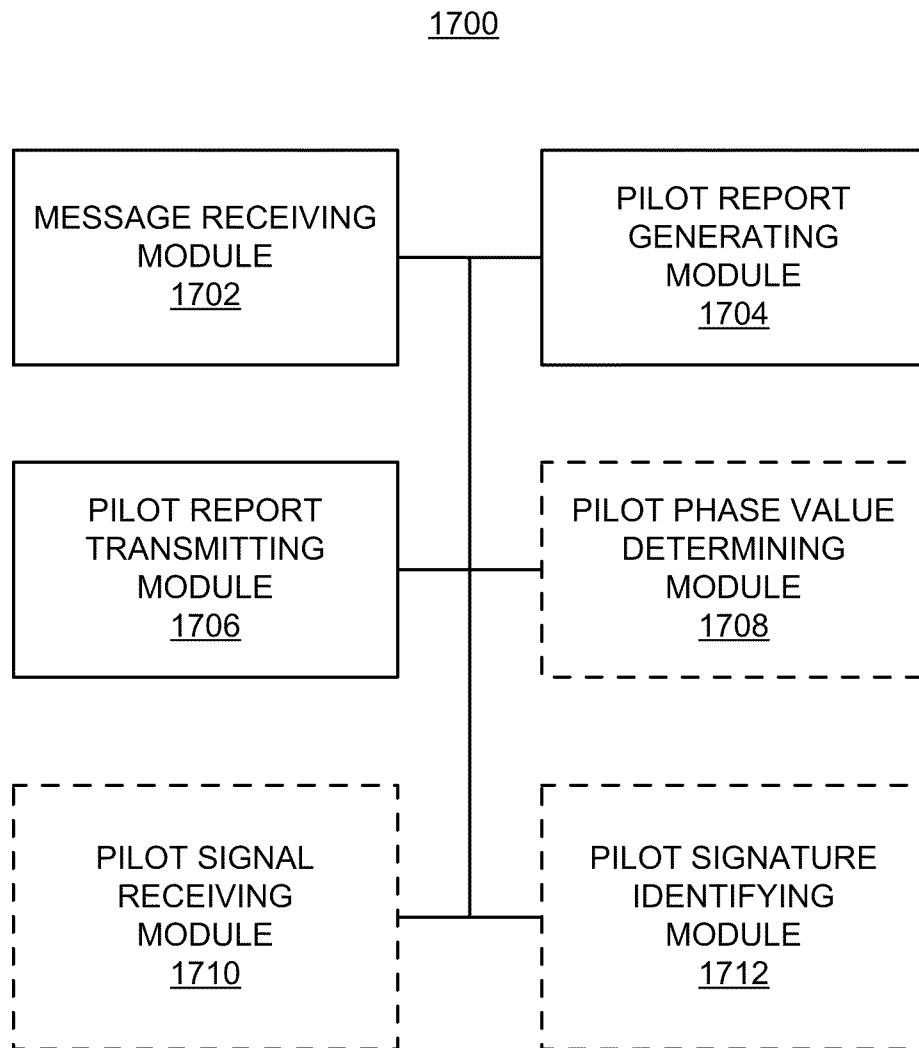 1700
MESSAGE RECEIVING
MODULE
1702
PILOT REPORT
GENERATING
MODULE
1704
PILOT REPORT
TRANSMITTING
MODULE
1706
PILOT PHASE VALUE
DETERMINING
MODULE
1708
PILOT SIGNAL
RECEIVING
MODULE
1710
PILOT SIGNATURE
IDENTIFYING
MODULE
1712